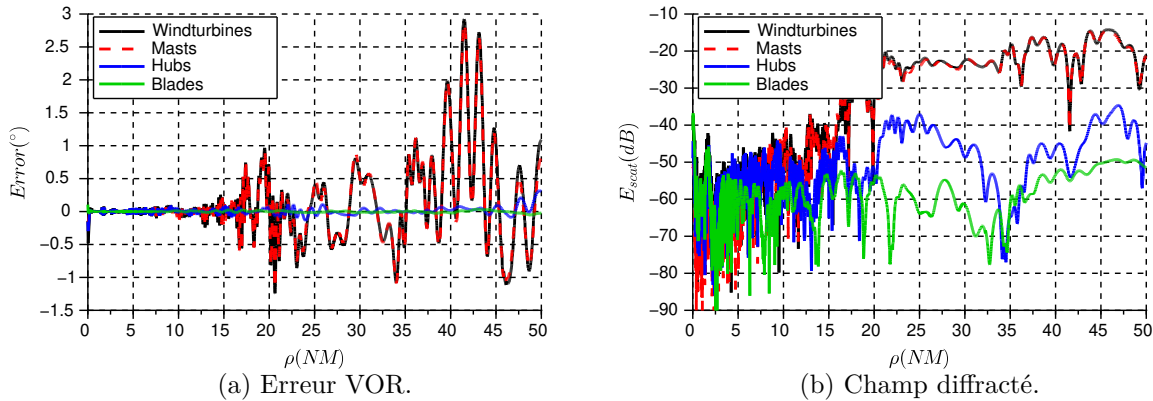 3
2.5
2
1.5
1
0.5
0
−0.5
−1
−1.5
Error(°)
Windturbines
Masts
Hubs
Blades
0 5 10 15 20 25 30 35 40 45 50
ρ(NM)
(a) Erreur VOR.
−10
−20
−30
−40
−50
−60
−70
−80
−90
E_scat(dB)
Windturbines
Masts
Hubs
Blades
0 5 10 15 20 25 30 35 40 45 50
ρ(NM)
(b) Champ diffracté.